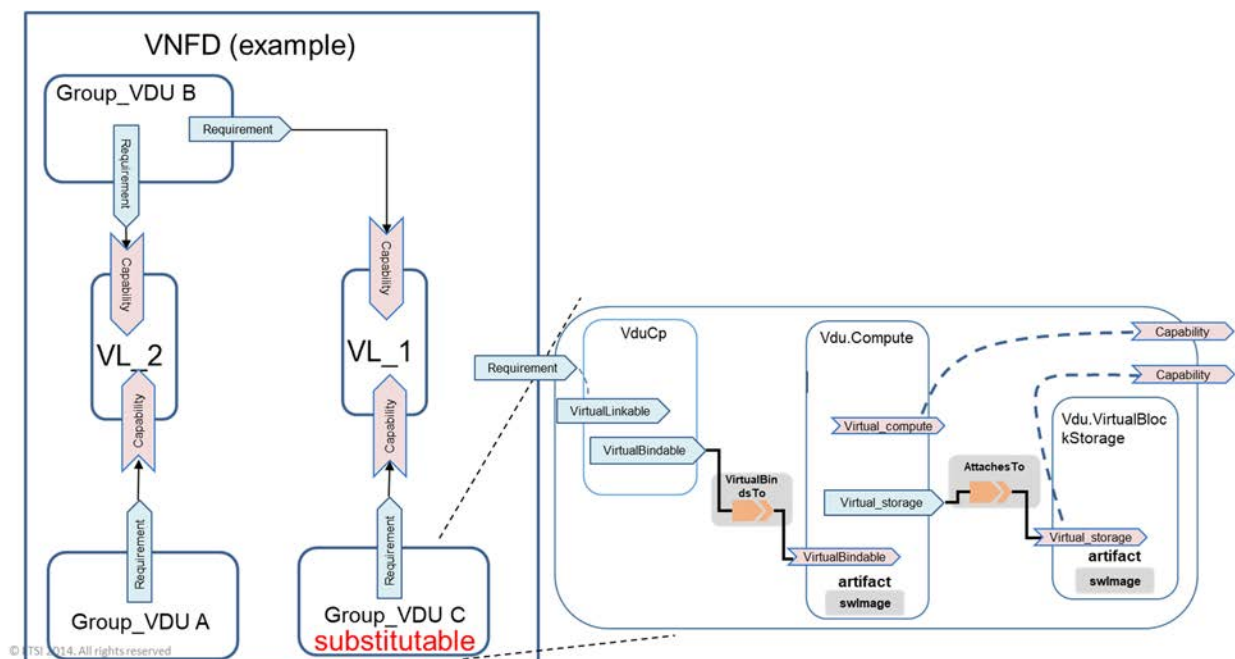 VNFD (example)
Group_VDU B
Requirement
Requirement
Capability
Capability
VL_2
VL_1
Capability
Capability
Requirement
Requirement
Group_VDU A
Group_VDU C
substitutable
© ETSI 2014. All rights reserved
VduCp
Vdu.Compute
Capability
Requirement
Capability
VirtualLinkable
Virtual_compute
Vdu.VirtualBloc
kStorage
VirtualBindable
VirtualBin
dsTo
AttachesTo
Virtual_storage
Virtual_storage
VirtualBindable
artifact
swImage
artifact
swImage